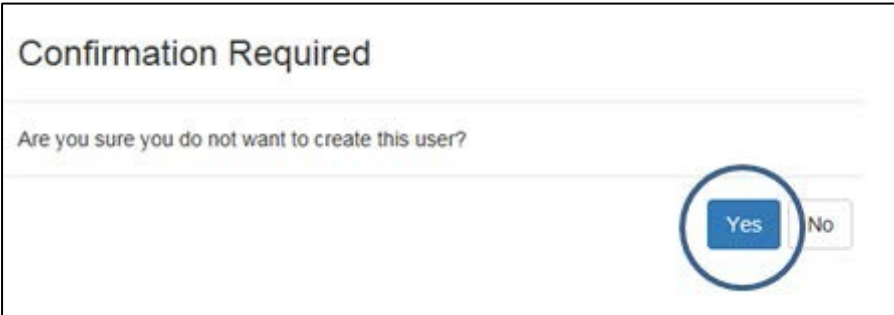 Confirmation Required
Are you sure you do not want to create this user?
Yes No